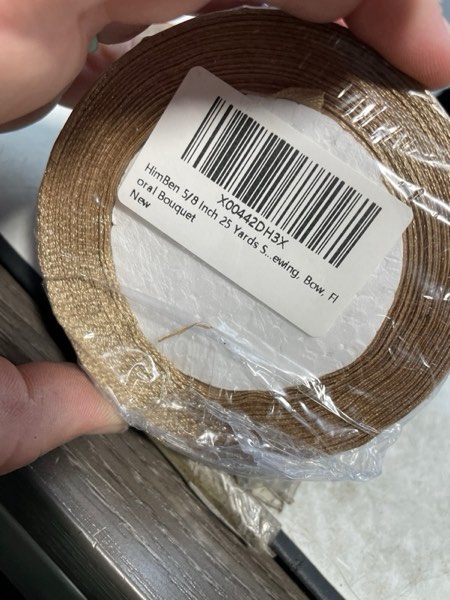 X00442DH3X
HimBen 5/8 Inch 25 Yards S...ewing, Bow, Fl
oral Bouquet
New